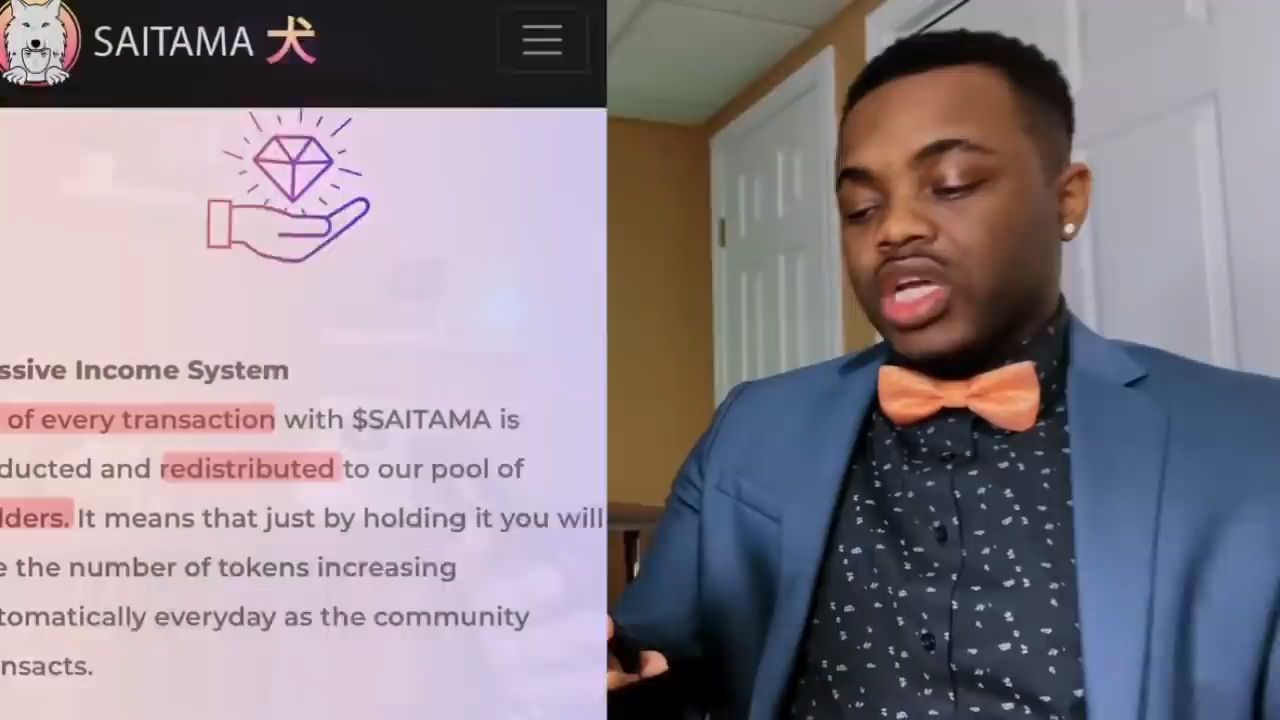 SAITAMA 犬
ssive Income System
of every transaction with $SAITAMA is
ducted and redistributed to our pool of
lders. It means that just by holding it you will
e the number of tokens increasing
tomatically everyday as the community
nsacts.